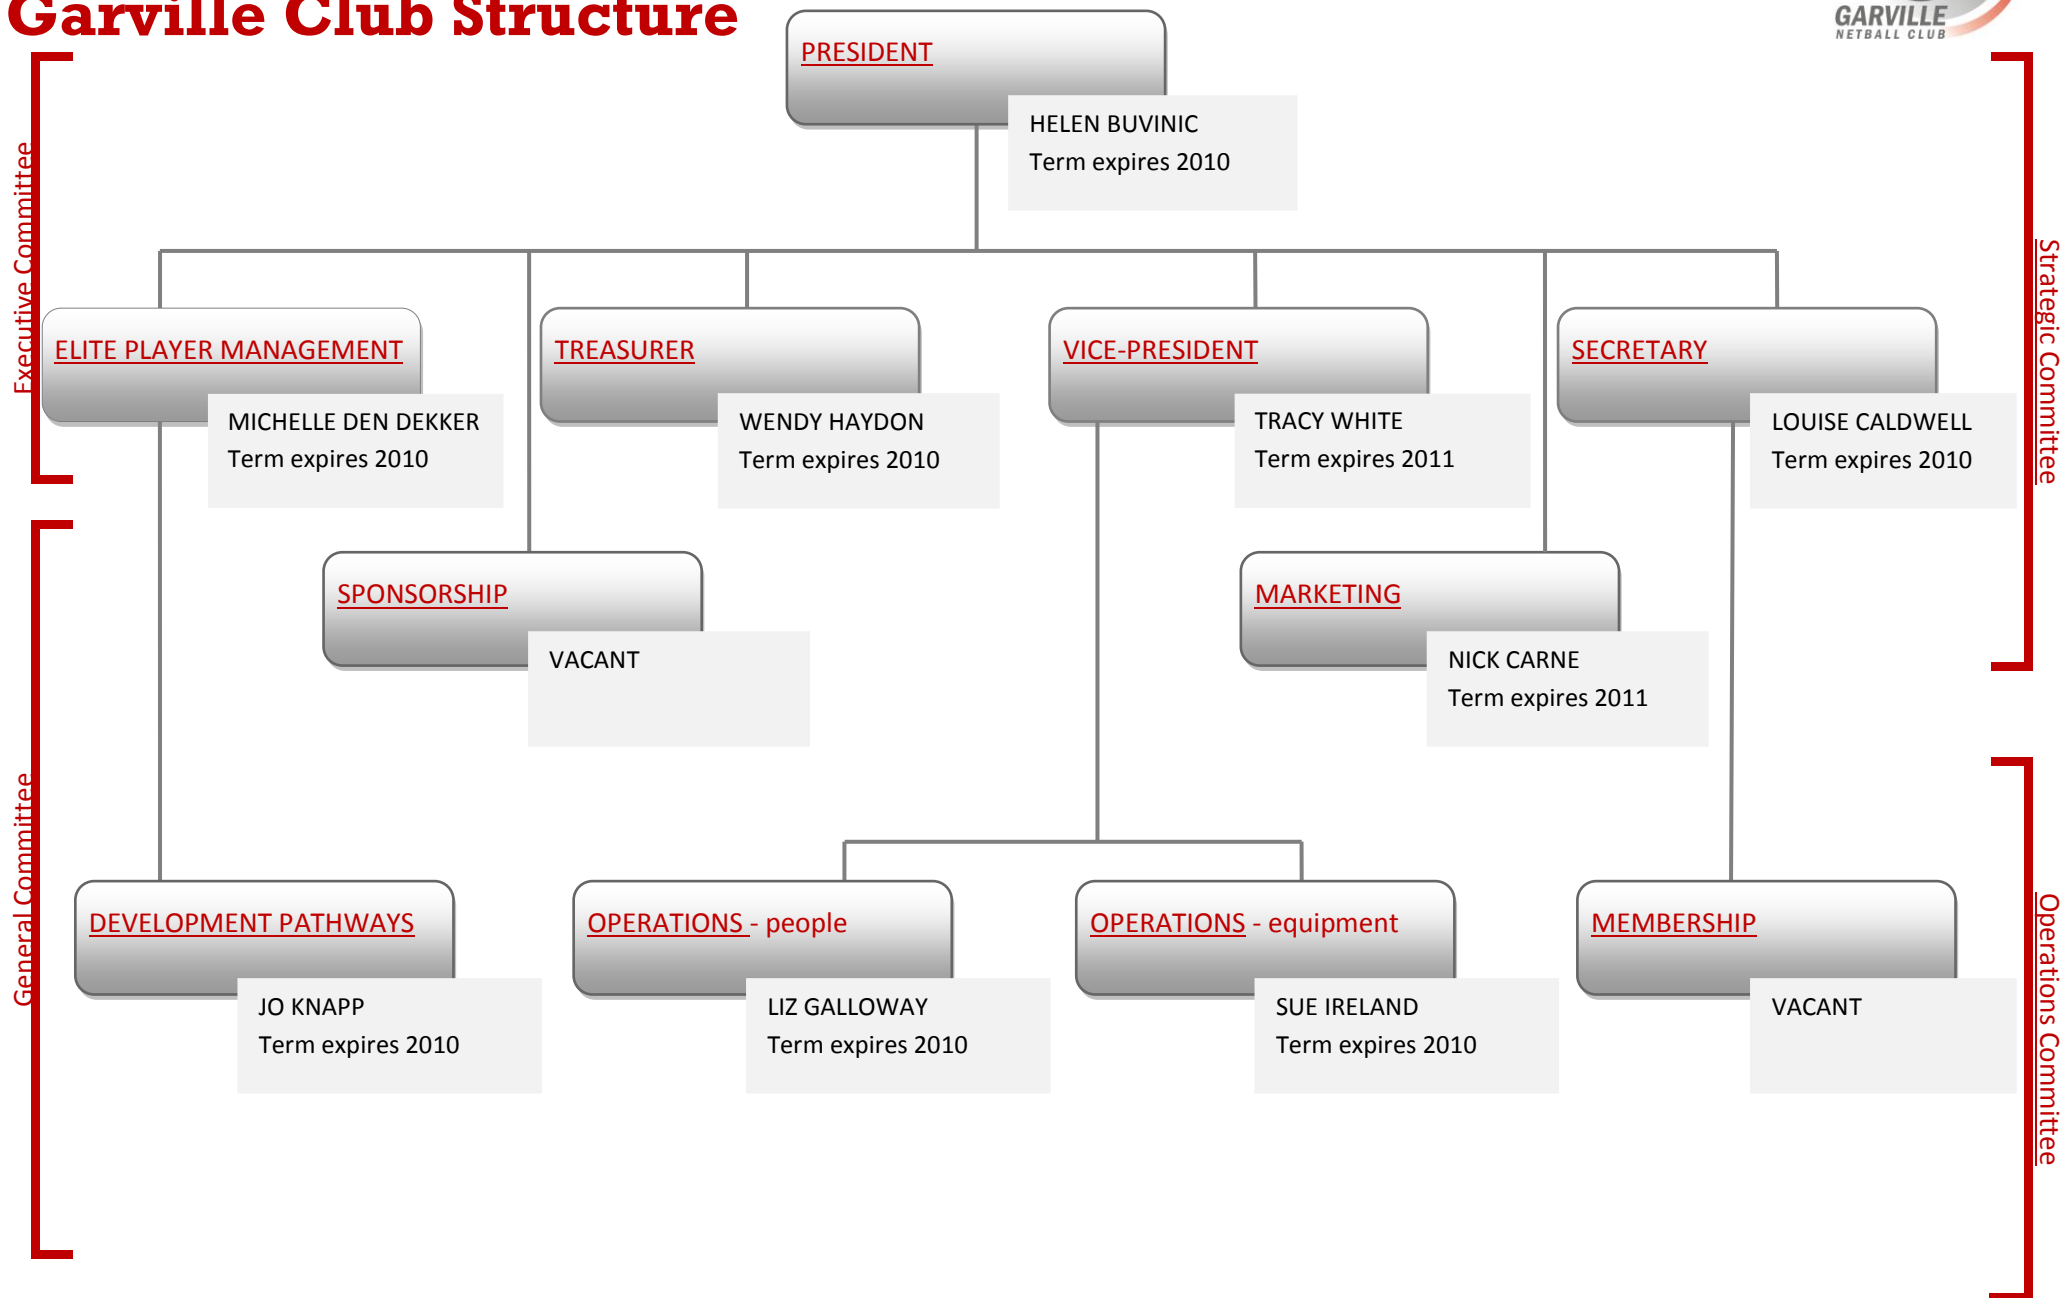 Garville Club Structure
GARVILLE
NETBALL CLUB
PRESIDENT
HELEN BUVINIC
Term expires 2010
Executive Committee
Strategic Committee
ELITE PLAYER MANAGEMENT
MICHELLE DEN DEKKER
Term expires 2010
TREASURER
WENDY HAYDON
Term expires 2010
VICE-PRESIDENT
TRACY WHITE
Term expires 2011
SECRETARY
LOUISE CALDWELL
Term expires 2010
SPONSORSHIP
VACANT
MARKETING
NICK CARNE
Term expires 2011
General Committee
Operations Committee
DEVELOPMENT PATHWAYS
JO KNAPP
Term expires 2010
OPERATIONS - people
LIZ GALLOWAY
Term expires 2010
OPERATIONS - equipment
SUE IRELAND
Term expires 2010
MEMBERSHIP
VACANT